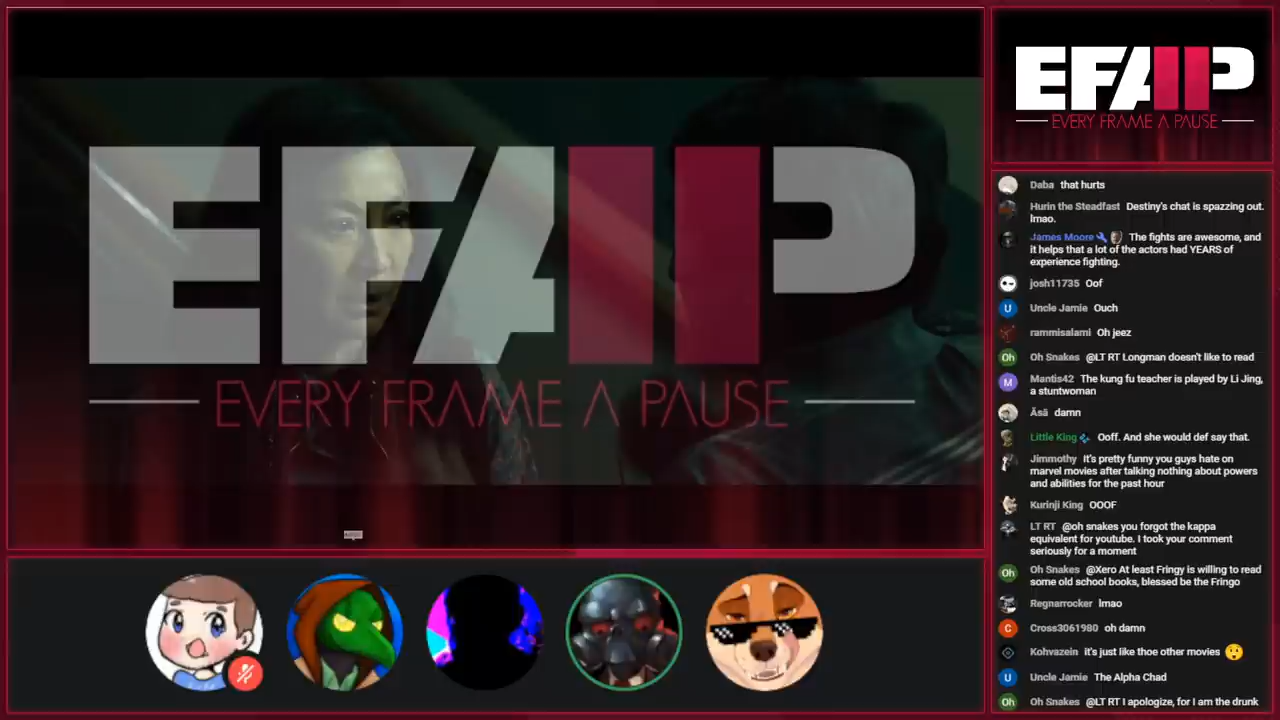 EFAP
EVERY FRAME A PAUSE
EFAP
EVERY FRAME A PAUSE
Daba that hurts
Hurin the Steadfast Destiny's chat is spazzing out.
lmao.
James Moore The fights are awesome, and
it helps that a lot of the actors had YEARS of
experience fighting.
josh11735 Oof
U
Uncle Jamie Ouch
rammisalami Oh jeez
Oh
Oh Snakes @LT RT Longman doesn't like to read
M
Mantis42 The kung fu teacher is played by Li Jing,
a stuntwoman
Äsä damn
Little King Ooff. And she would def say that.
Jimmothy It's pretty funny you guys hate on
marvel movies after talking nothing about powers
and abilities for the past hour
Kurinji King OOOF
LT RT @oh snakes you forgot the kappa
equivalent for youtube. I took your comment
seriously for a moment
Oh
Oh Snakes @Xero At least Fringy is willing to read
some old school books, blessed be the Fringo
Regnarrocker lmao
C
Cross3061980 oh damn
Kohvazein it's just like thoe other movies 😲
U
Uncle Jamie The Alpha Chad
Oh
Oh Snakes @LT RT I apologize, for I am the drunk